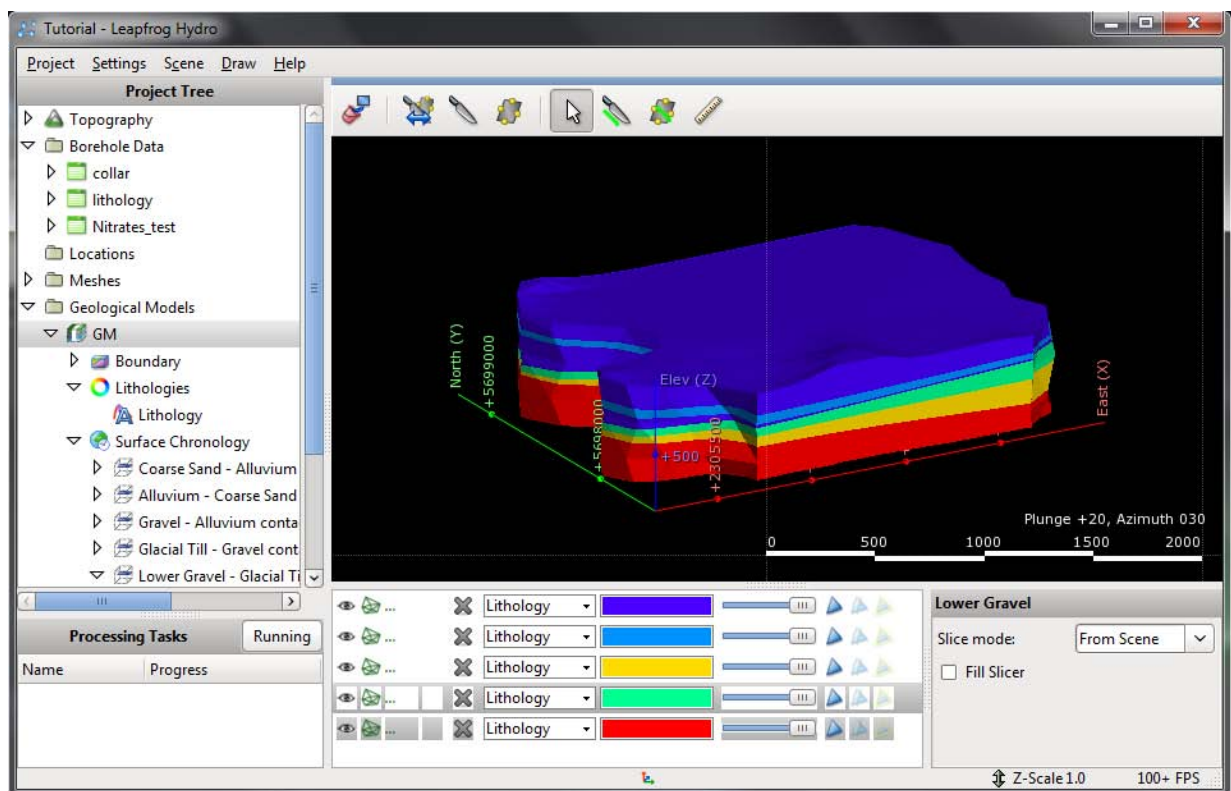 Tutorial - Leapfrog Hydro
Project Settings Scene Draw Help
Project Tree
Topography
Borehole Data
collar
lithology
Nitrates_test
Locations
Meshes
Geological Models
GM
Boundary
Lithologies
Lithology
Surface Chronology
Coarse Sand - Alluvium
Alluvium - Coarse Sand
Gravel - Alluvium conta
Glacial Till - Gravel cont
Lower Gravel - Glacial Ti
Processing Tasks Running
Name Progress
North (Y)
+5699000
+5698000
Elev (Z)
+500
+2305500
East (X)
Plunge +20, Azimuth 030
0 500 1000 1500 2000
... Lithology
... Lithology
... Lithology
... Lithology
... Lithology
Lower Gravel
Slice mode: From Scene
Fill Slicer
Z-Scale 1.0 100+ FPS